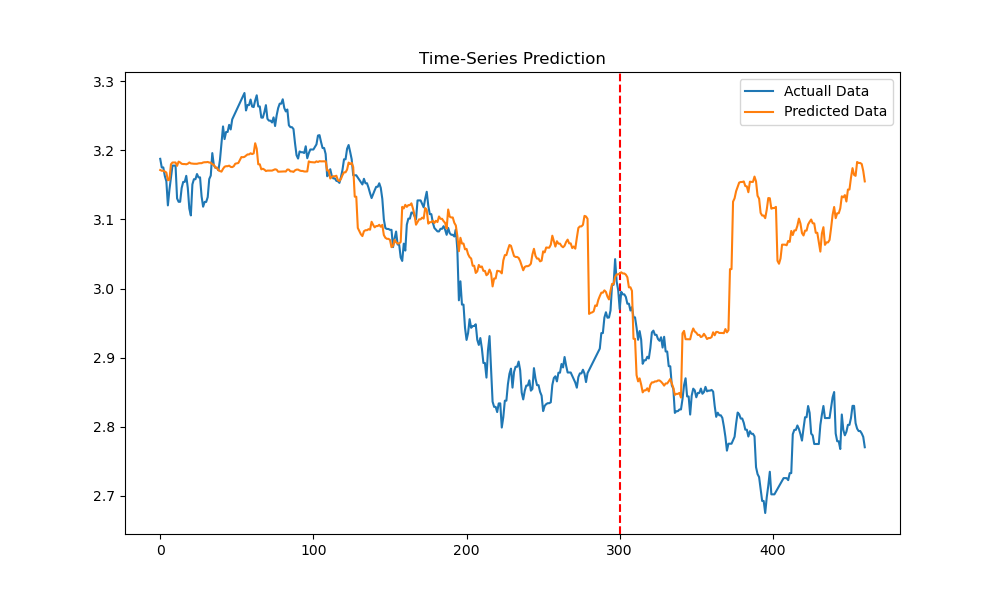 Time-Series Prediction
Actuall Data
Predicted Data
3.3
3.2
3.1
3.0
2.9
2.8
2.7
0 100 200 300 400